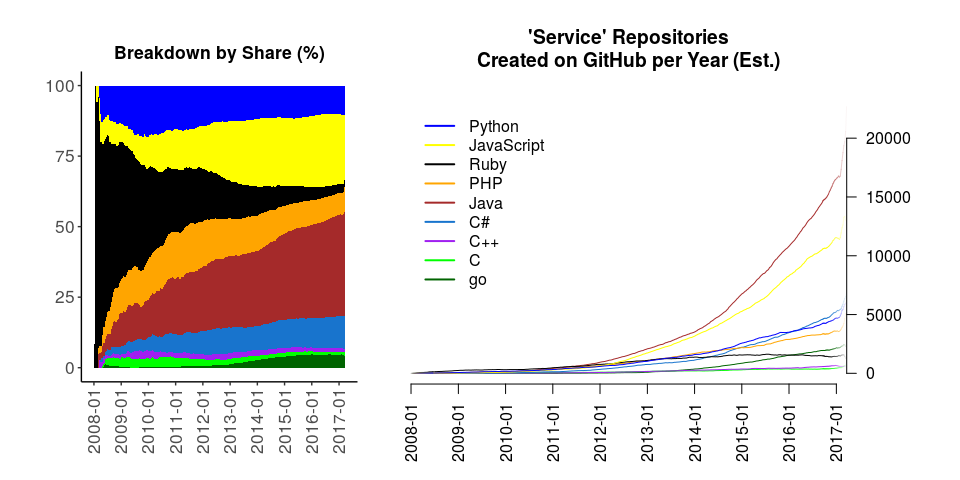 Breakdown by Share (%)
100
75
50
25
0
2008-01
2009-01
2010-01
2011-01
2012-01
2013-01
2014-01
2015-01
2016-01
2017-01
'Service' Repositories
Created on GitHub per Year (Est.)
Python
JavaScript
Ruby
PHP
Java
C#
C++
C
go
20000
15000
10000
5000
0
2008-01
2009-01
2010-01
2011-01
2012-01
2013-01
2014-01
2015-01
2016-01
2017-01